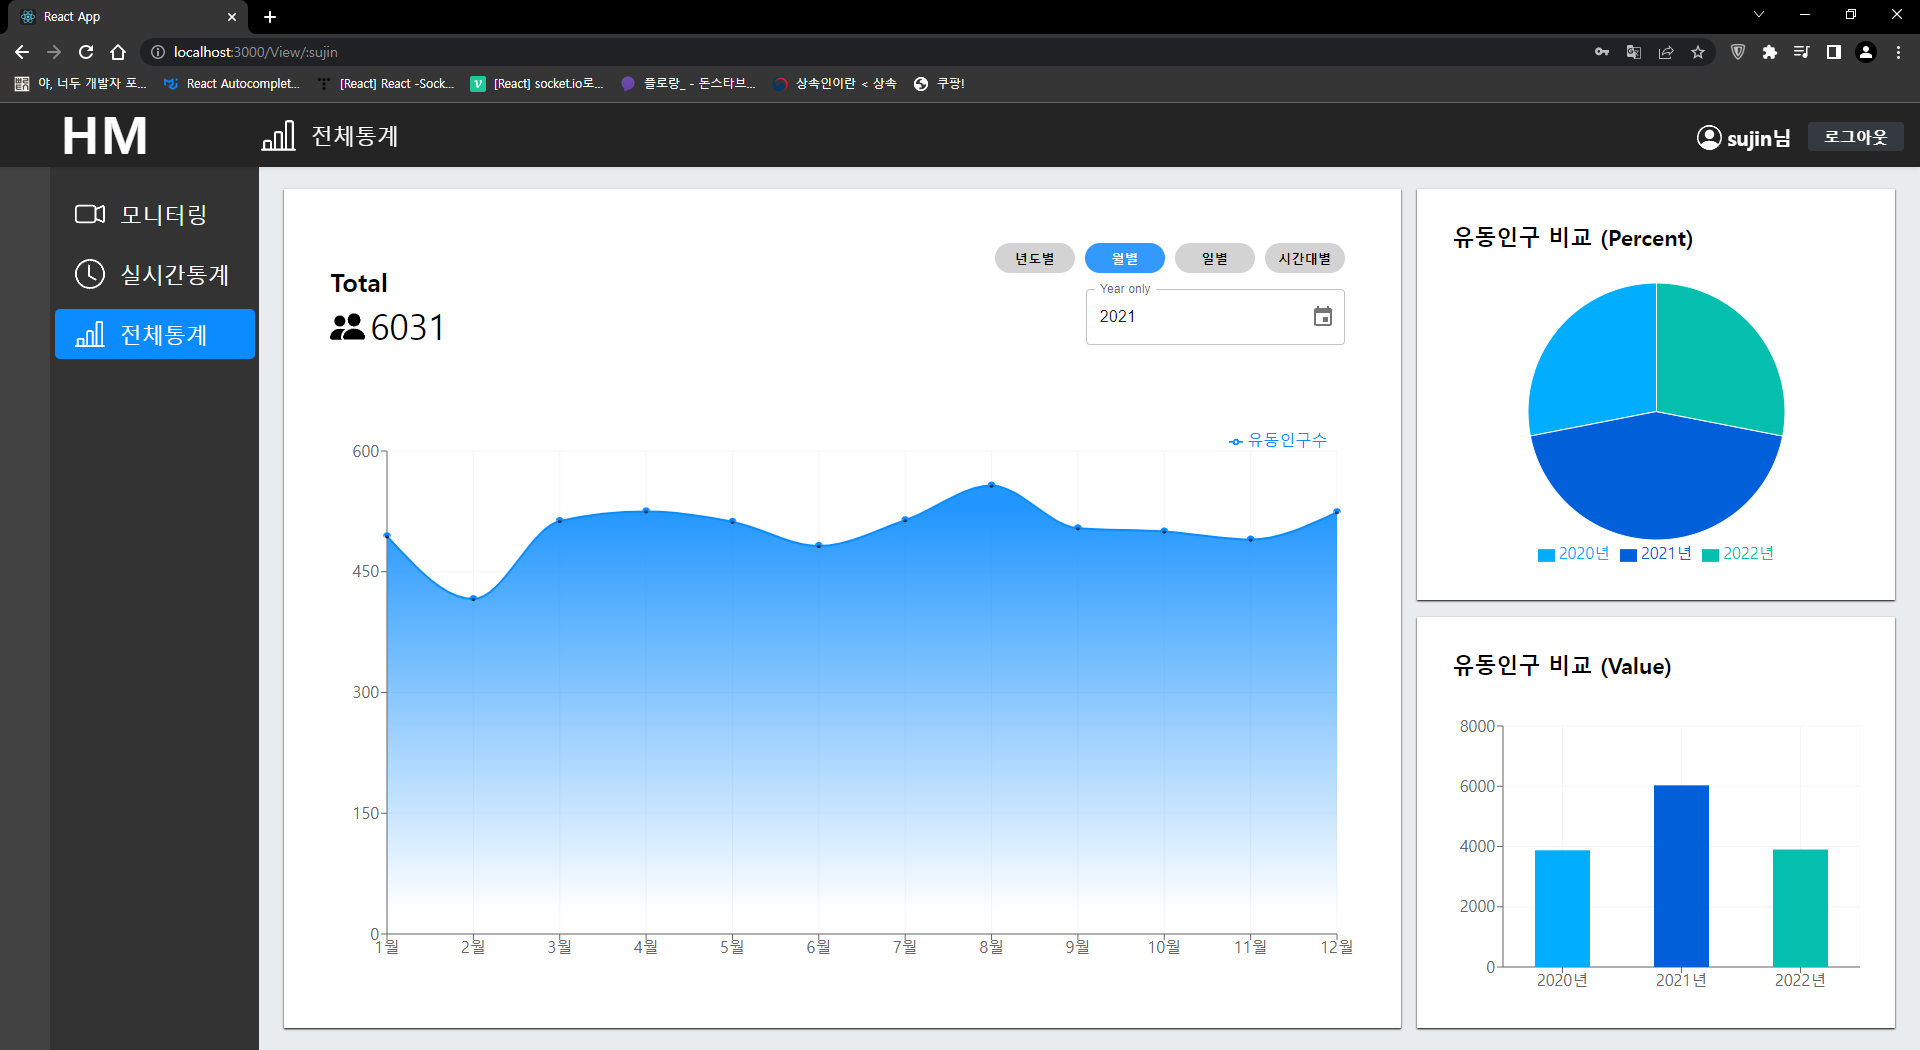 React App
localhost:3000/View/:sujin
야, 너두 개발자 포...
React Autocomplet...
[React] React -Sock...
[React] socket.io로...
플로랑_ - 돈스타브...
상속인이란 < 상속
쿠팡!
HM
전체통계
sujin님
로그아웃
모니터링
실시간통계
전체통계
Total
6031
년도별
월별
일별
시간대별
Year only
2021
유동인구수
600
450
300
150
0
1월 2월 3월 4월 5월 6월 7월 8월 9월 10월 11월 12월
유동인구 비교 (Percent)
2020년 2021년 2022년
유동인구 비교 (Value)
8000
6000
4000
2000
0
2020년 2021년 2022년